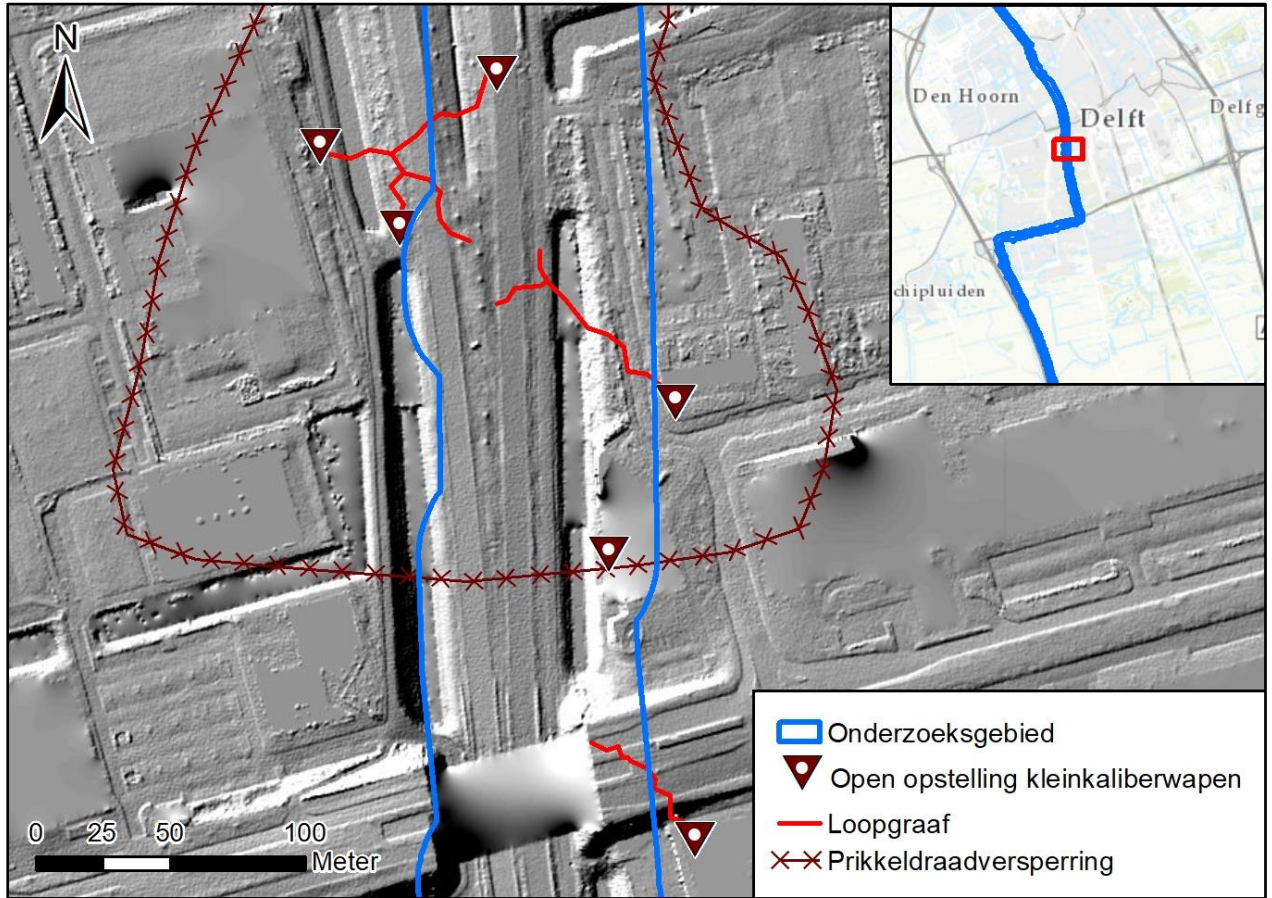 N
Den Hoorn
Delft
Delfg
chipluiden
Onderzoeksgebied
Open opstelling kleinkaliberwapen
Loopgraaf
Prikkeldraadversperring
0 25 50 100
Meter